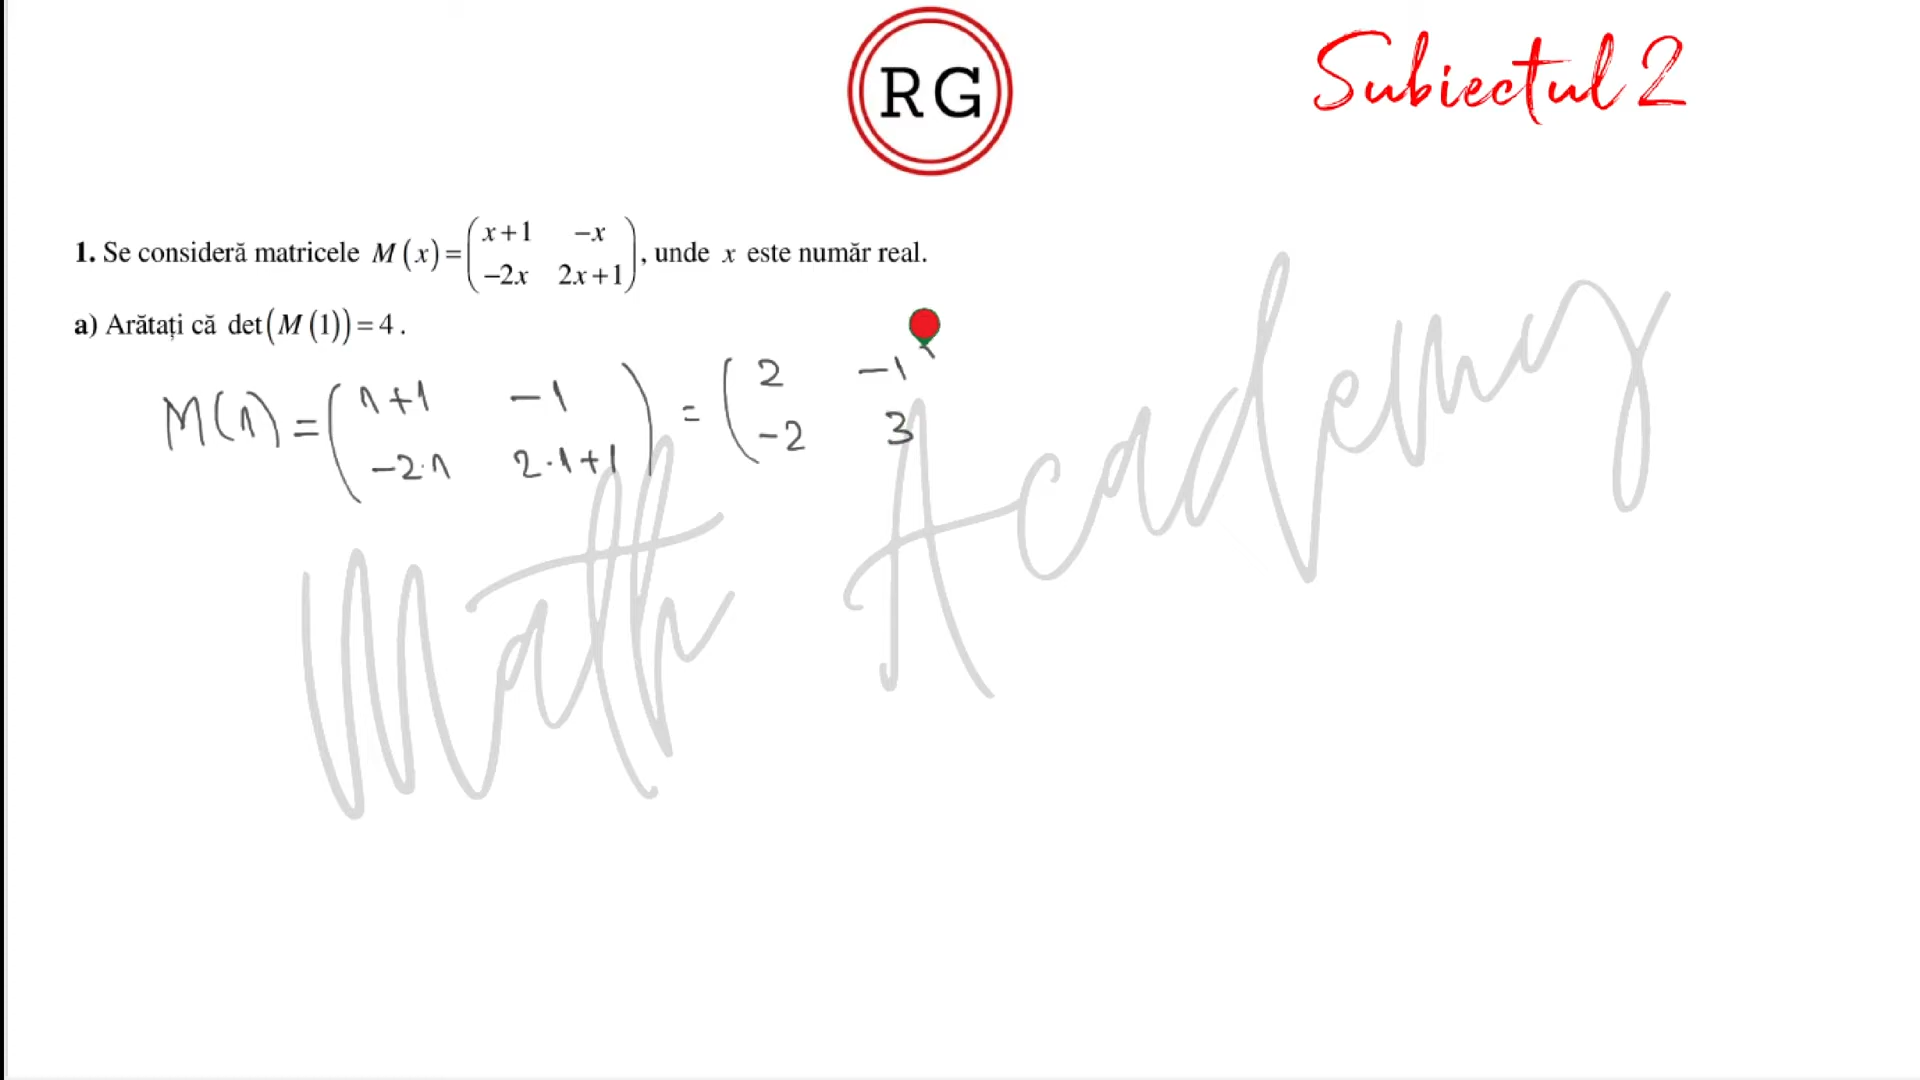 RG
Subiectul 2
1. Se consideră matricele M(x) = (x+1 −x
−2x 2x+1), unde x este număr real.
a) Arătați că det(M(1)) = 4.
M(1) = (1+1 −1
−2·1 2·1+1) = (2 −1
−2 3
Math Academy